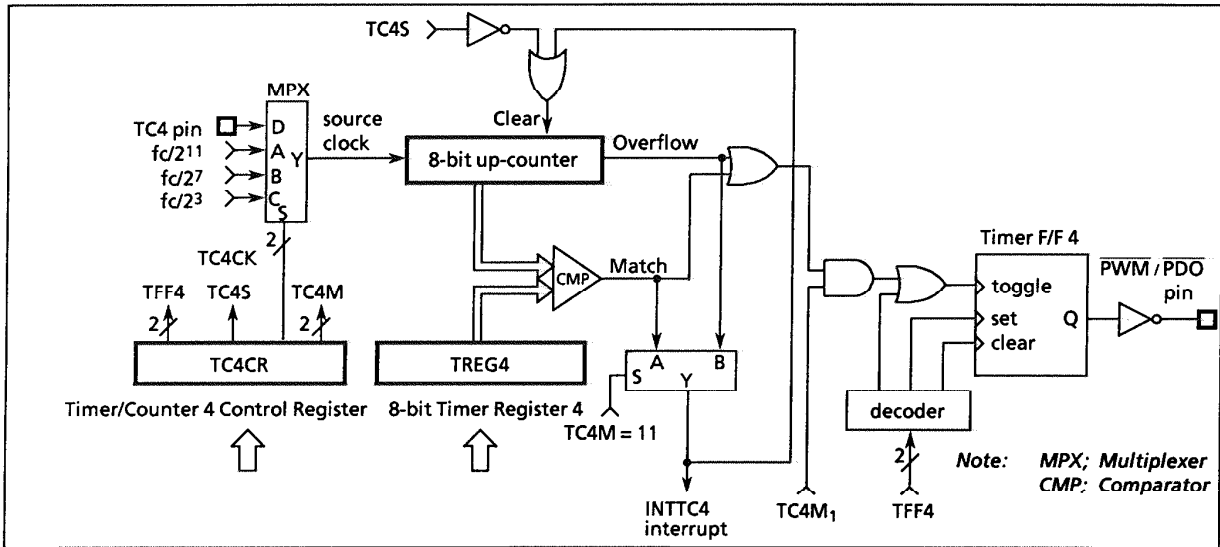 TC4S
MPX
TC4 pin
D
source
clock
Clear
Overflow
fc/2¹¹
A
Y
8-bit up-counter
fc/2⁷
B
fc/2³
C
S
2
TC4CK
CMP
Match
Timer F/F 4
PWM / PDO
pin
toggle
set
Q
clear
TFF4
TC4S
TC4M
2
2
TC4CR
TREG4
A
B
S
Y
decoder
Timer/Counter 4 Control Register
8-bit Timer Register 4
TC4M = 11
2
Note: MPX; Multiplexer
CMP; Comparator
INTTC4
interrupt
TC4M₁
TFF4